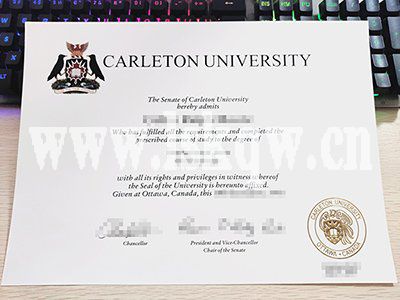 CARLETON UNIVERSITY
The Senate of Carleton University
hereby admits
Who has fulfilled all the requirements and completed the
prescribed course of study to the degree of
with all its rights and privileges in witness whereof
the Seal of the University is hereunto affixed.
Given at Ottawa, Canada, this
Chancellor
President and Vice-Chancellor
Chair of the Senate
CARLETON UNIVERSITY
OTTAWA • CANADA